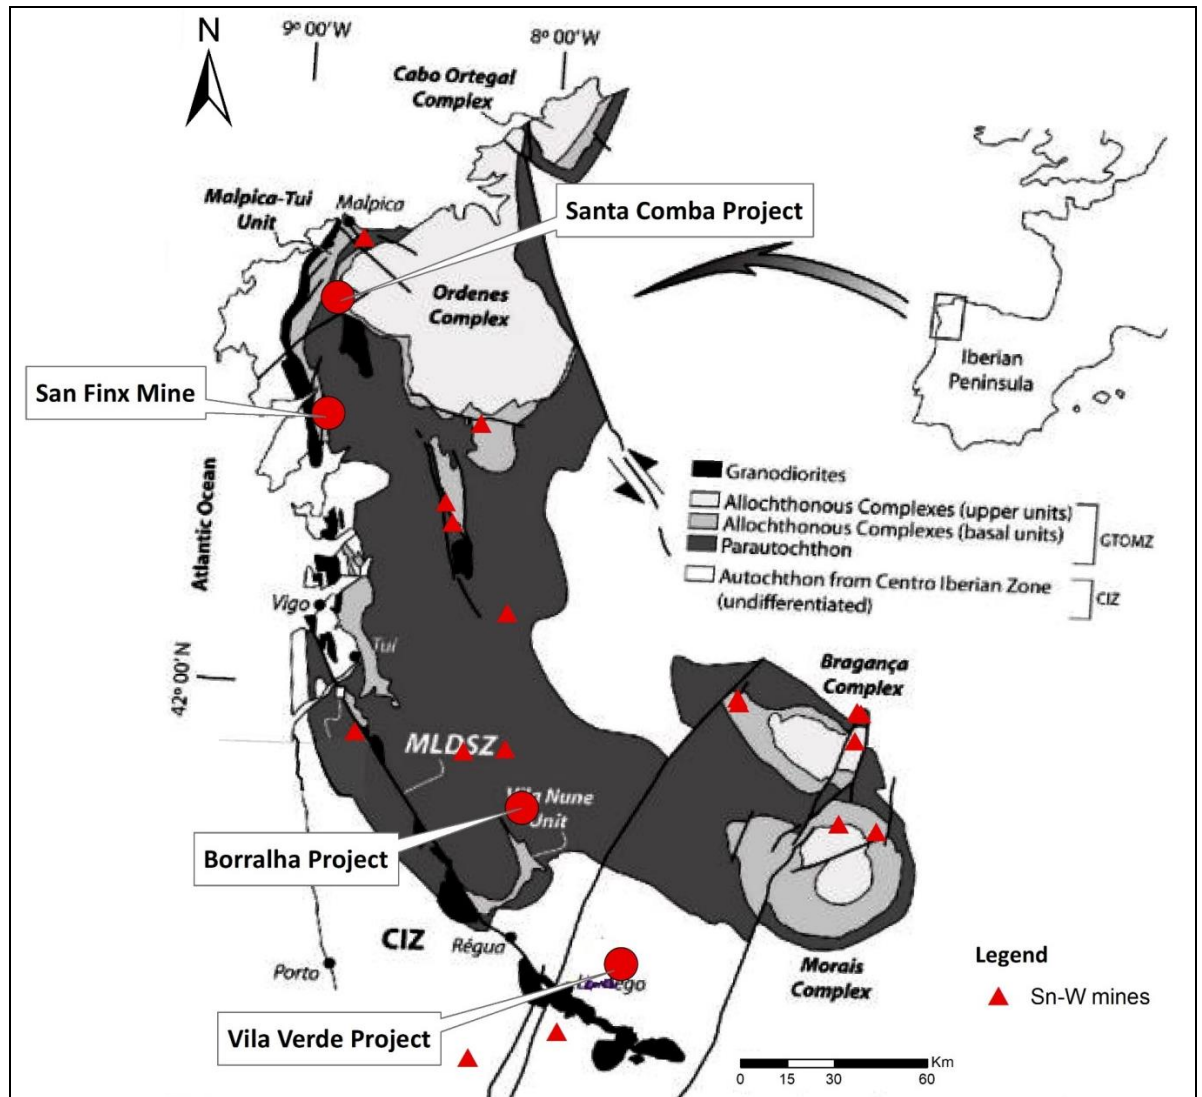 N
9º 00'W
8º 00'W
Cabo Ortegal
Complex
Malpica-Tui
Unit
Malpica
Santa Comba Project
Ordenes
Complex
Iberian
Peninsula
San Finx Mine
Atlantic Ocean
Granodiorites
Allochthonous Complexes (upper units)
Allochthonous Complexes (basal units)
Parautochthon
GTOMZ
Autochthon from Centro Iberian Zone
(undifferentiated)
CIZ
Vigo
Tui
42º 00'N
Bragança
Complex
MLDSZ
Nune
Unit
Borralha Project
CIZ
Régua
Porto
Morais
Complex
Legend
Sn-W mines
Vila Verde Project
Km
0 15 30 60